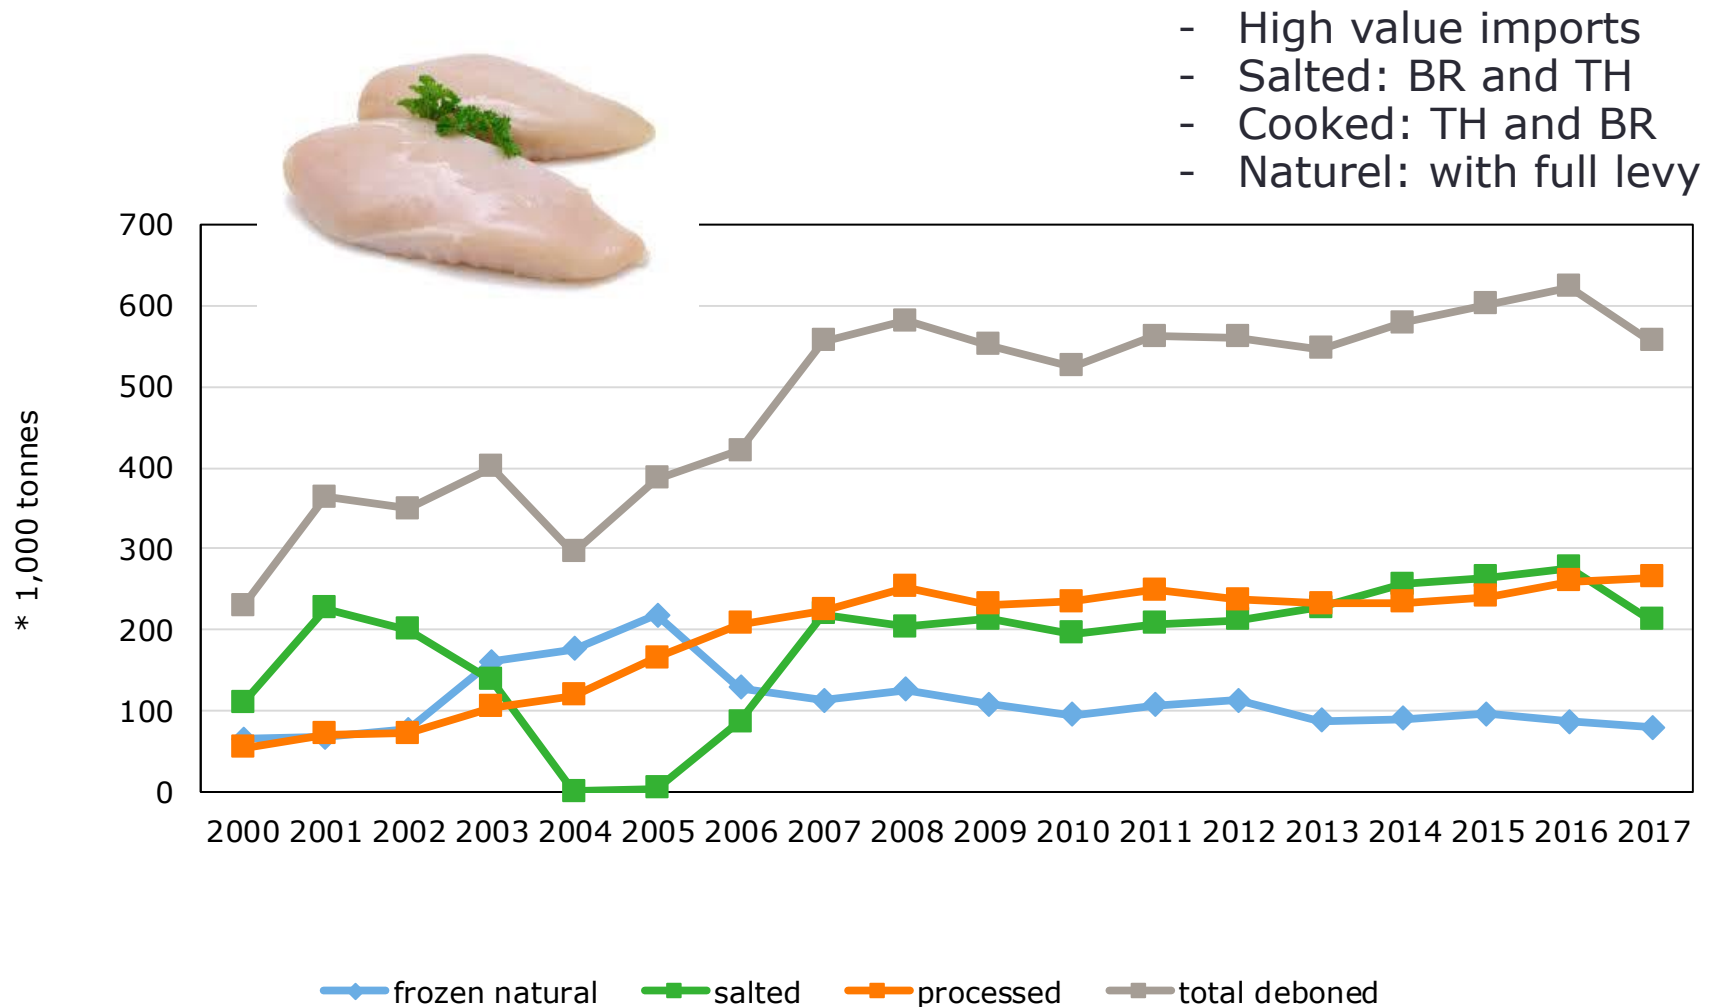 - High value imports
- Salted: BR and TH
- Cooked: TH and BR
- Naturel: with full levy
* 1,000 tonnes
700
600
500
400
300
200
100
0
2000 2001 2002 2003 2004 2005 2006 2007 2008 2009 2010 2011 2012 2013 2014 2015 2016 2017
frozen natural salted processed total deboned